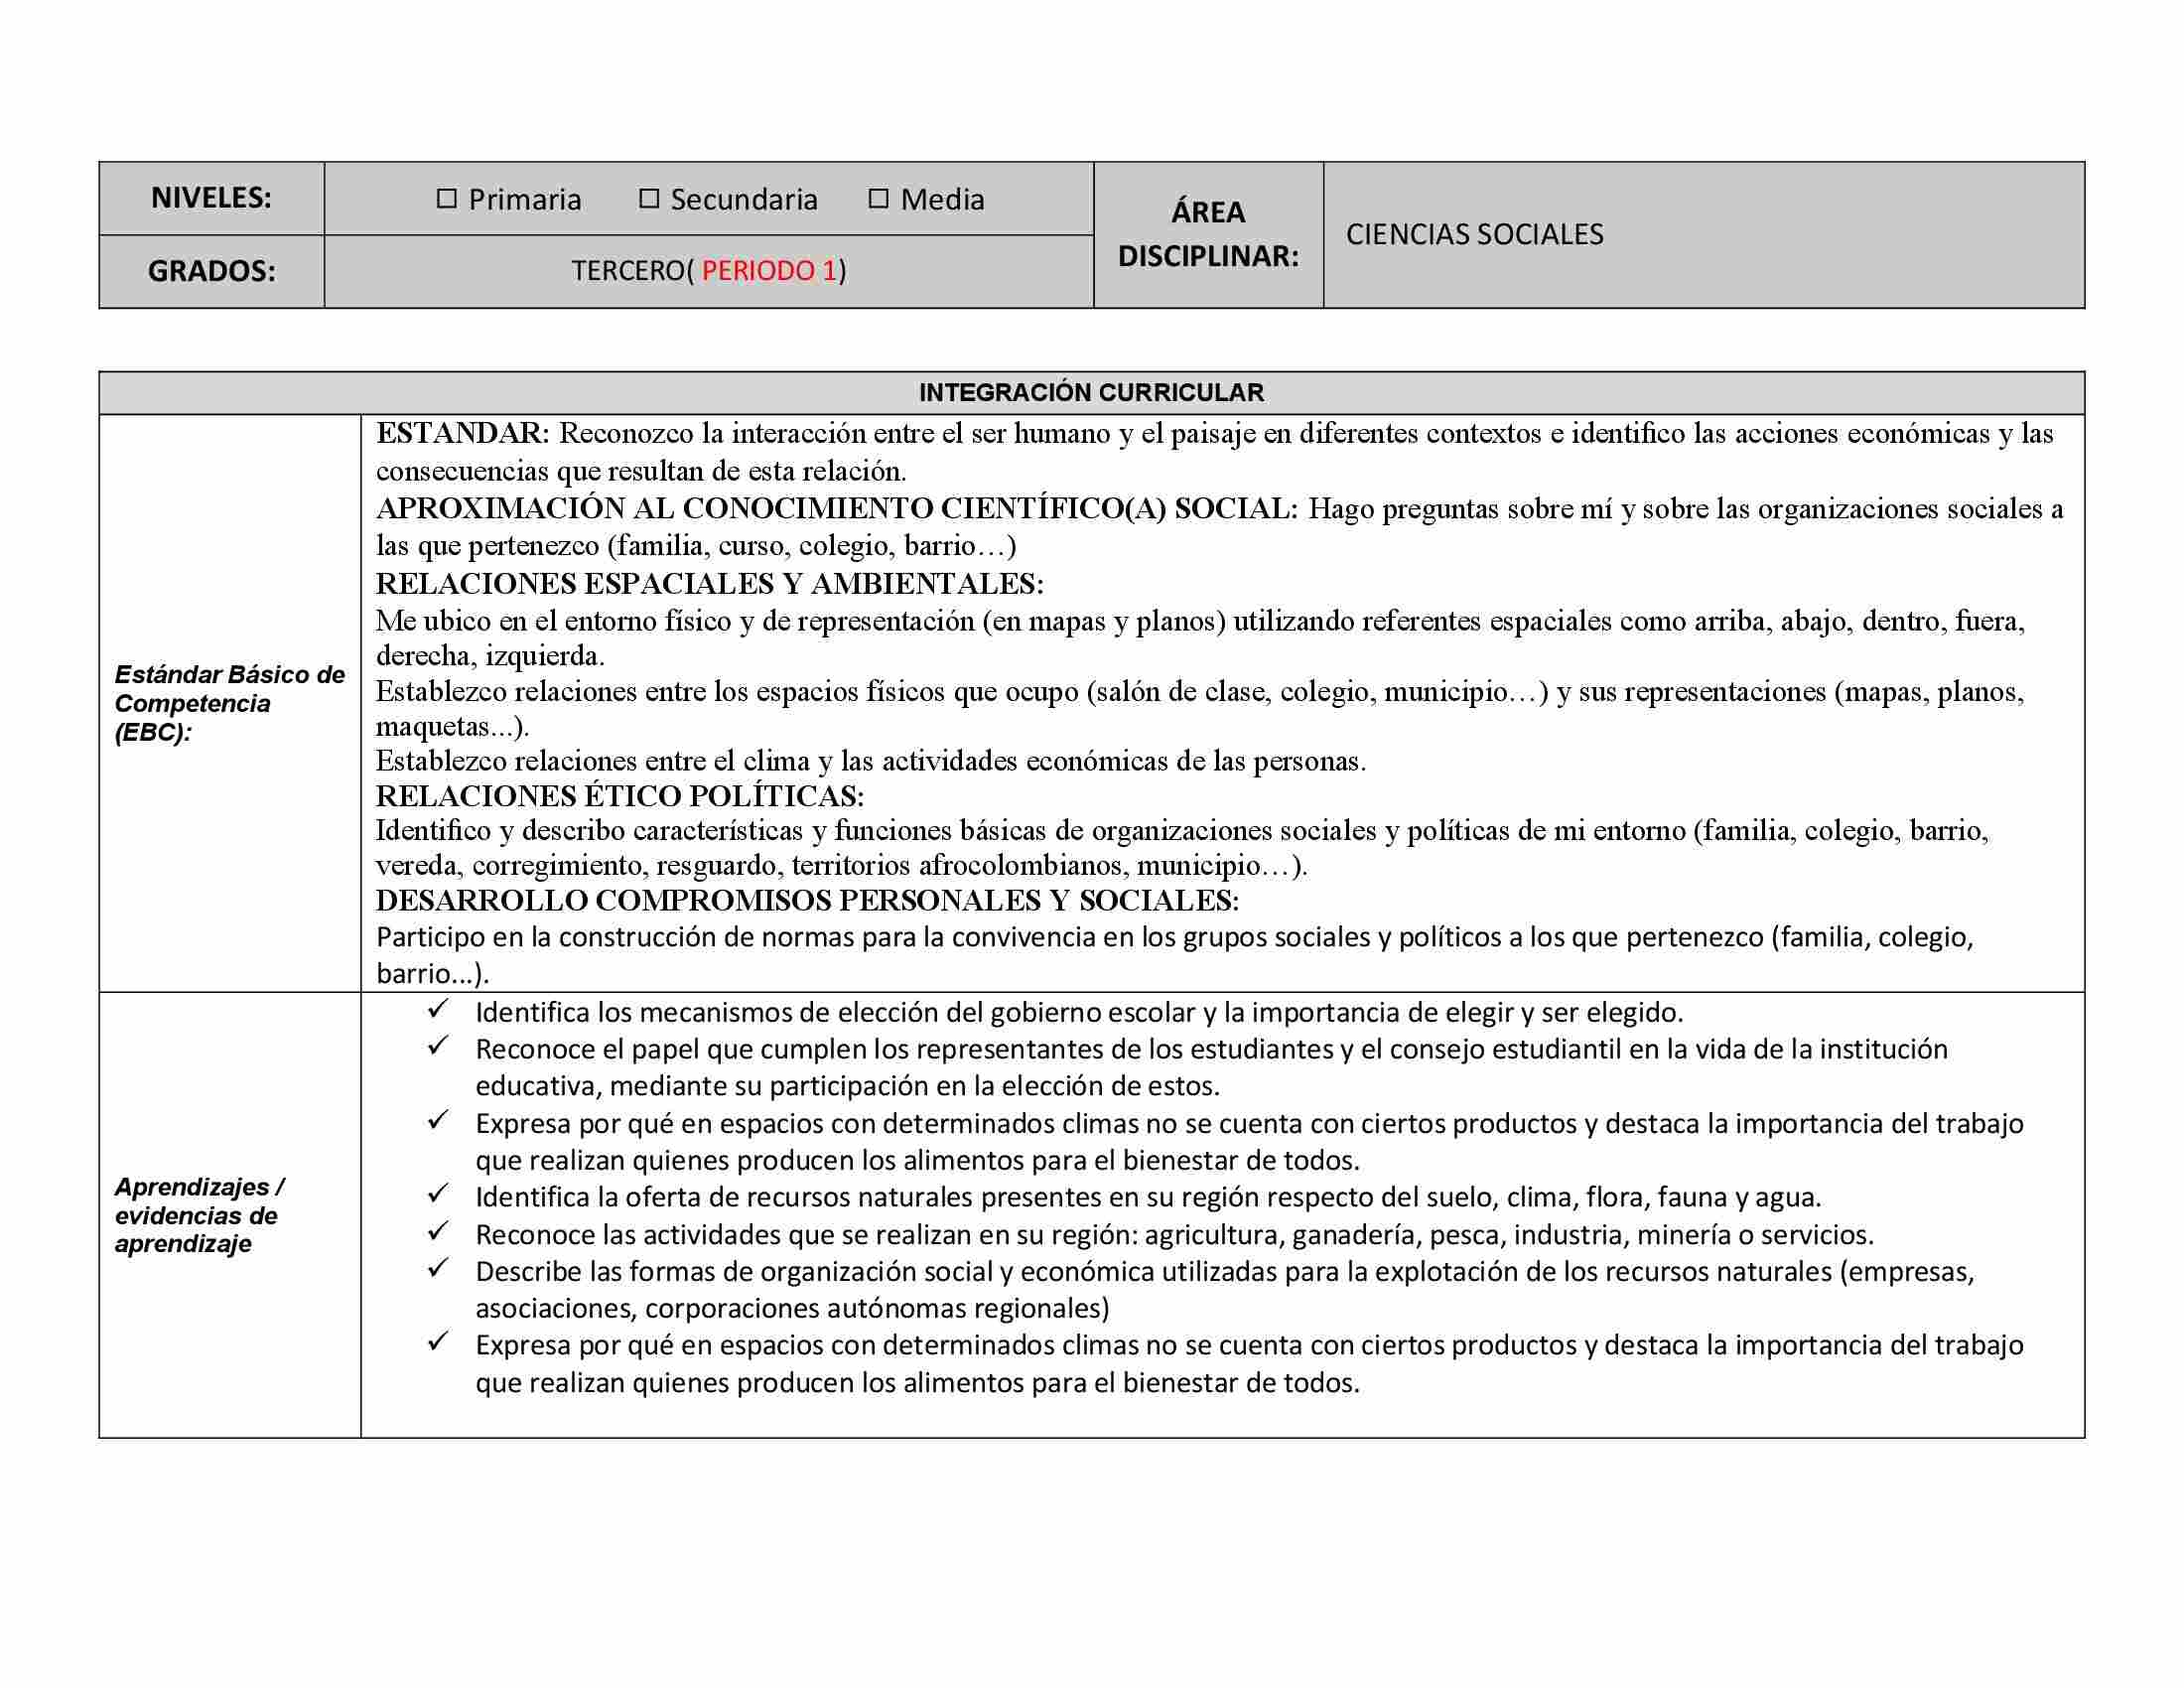 NIVELES:
☐ Primaria ☐ Secundaria ☐ Media
ÁREA
DISCIPLINAR:
CIENCIAS SOCIALES
GRADOS:
TERCERO( PERIODO 1)
INTEGRACIÓN CURRICULAR
Estándar Básico de
Competencia
(EBC):
ESTANDAR: Reconozco la interacción entre el ser humano y el paisaje en diferentes contextos e identifico las acciones económicas y las
consecuencias que resultan de esta relación.
APROXIMACIÓN AL CONOCIMIENTO CIENTÍFICO(A) SOCIAL: Hago preguntas sobre mí y sobre las organizaciones sociales a
las que pertenezco (familia, curso, colegio, barrio…)
RELACIONES ESPACIALES Y AMBIENTALES:
Me ubico en el entorno físico y de representación (en mapas y planos) utilizando referentes espaciales como arriba, abajo, dentro, fuera,
derecha, izquierda.
Establezco relaciones entre los espacios físicos que ocupo (salón de clase, colegio, municipio…) y sus representaciones (mapas, planos,
maquetas...).
Establezco relaciones entre el clima y las actividades económicas de las personas.
RELACIONES ÉTICO POLÍTICAS:
Identifico y describo características y funciones básicas de organizaciones sociales y políticas de mi entorno (familia, colegio, barrio,
vereda, corregimiento, resguardo, territorios afrocolombianos, municipio…).
DESARROLLO COMPROMISOS PERSONALES Y SOCIALES:
Participo en la construcción de normas para la convivencia en los grupos sociales y políticos a los que pertenezco (familia, colegio,
barrio...).
Aprendizajes /
evidencias de
aprendizaje
✓ Identifica los mecanismos de elección del gobierno escolar y la importancia de elegir y ser elegido.
✓ Reconoce el papel que cumplen los representantes de los estudiantes y el consejo estudiantil en la vida de la institución
educativa, mediante su participación en la elección de estos.
✓ Expresa por qué en espacios con determinados climas no se cuenta con ciertos productos y destaca la importancia del trabajo
que realizan quienes producen los alimentos para el bienestar de todos.
✓ Identifica la oferta de recursos naturales presentes en su región respecto del suelo, clima, flora, fauna y agua.
✓ Reconoce las actividades que se realizan en su región: agricultura, ganadería, pesca, industria, minería o servicios.
✓ Describe las formas de organización social y económica utilizadas para la explotación de los recursos naturales (empresas,
asociaciones, corporaciones autónomas regionales)
✓ Expresa por qué en espacios con determinados climas no se cuenta con ciertos productos y destaca la importancia del trabajo
que realizan quienes producen los alimentos para el bienestar de todos.